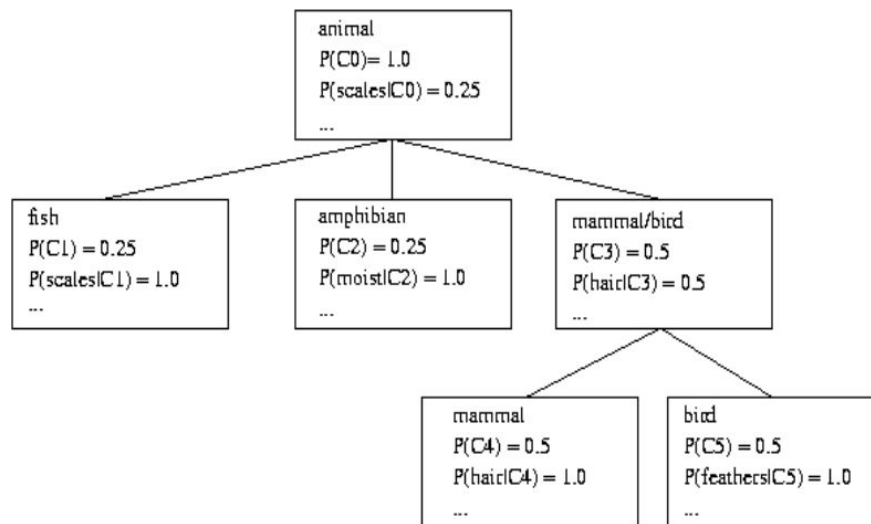 animal
P(C0)= 1.0
P(scales|C0) = 0.25
...
fish
P(C1) = 0.25
P(scales|C1) = 1.0
...
amphibian
P(C2) = 0.25
P(moist|C2) = 1.0
...
mammal/bird
P(C3) = 0.5
P(hair|C3) = 0.5
...
mammal
P(C4) = 0.5
P(hair|C4) = 1.0
...
bird
P(C5) = 0.5
P(feathers|C5) = 1.0
...